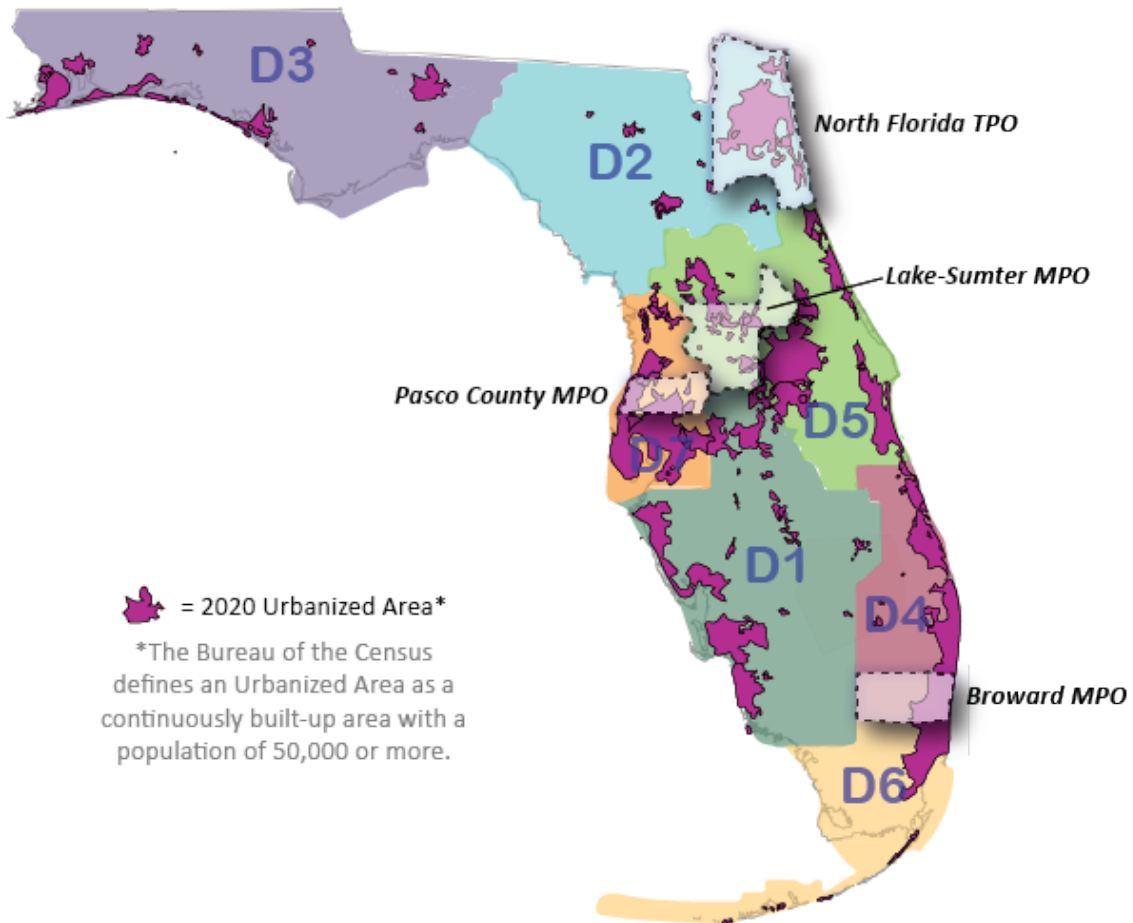 D3
North Florida TPO
D2
Lake-Sumter MPO
Pasco County MPO
D5
D7
D1
= 2020 Urbanized Area*
D4
*The Bureau of the Census
defines an Urbanized Area as a
continuously built-up area with a
population of 50,000 or more.
Broward MPO
D6